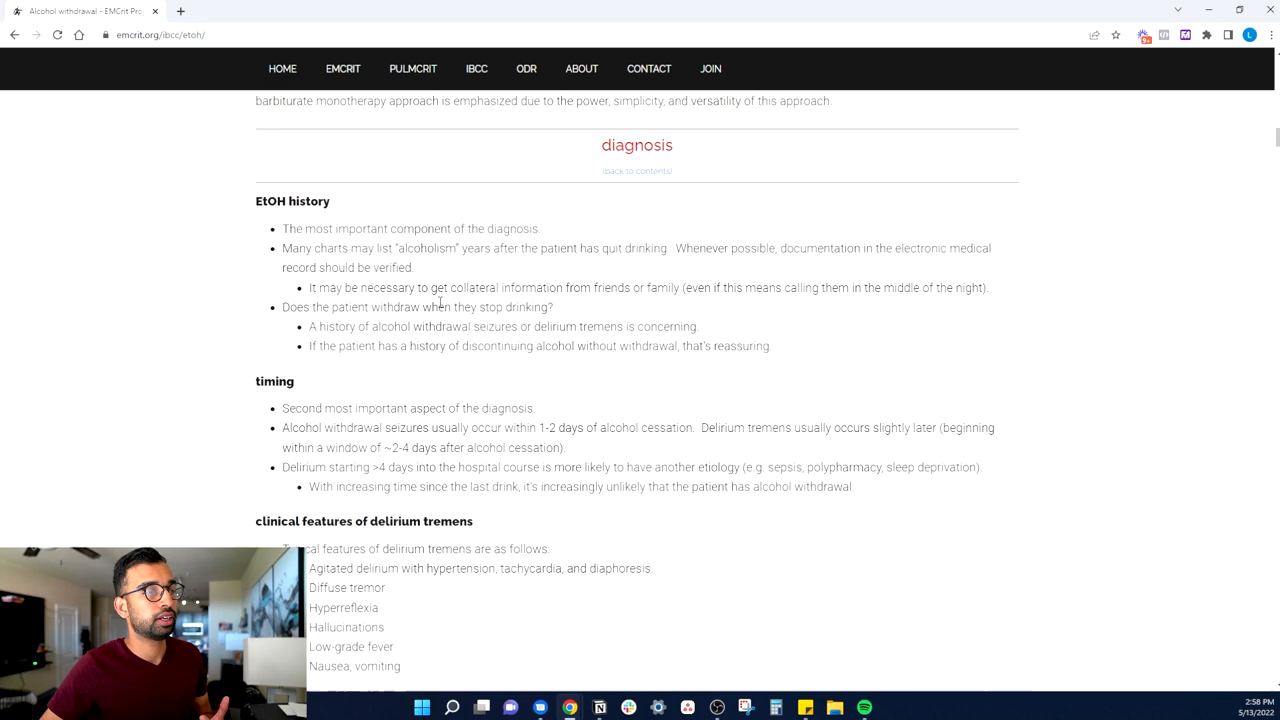 Alcohol withdrawal - EMCrit Pro
emcrit.org/ibcc/etoh/
9+
L
HOME EMCRIT PULMCRIT IBCC ODR ABOUT CONTACT JOIN
barbiturate monotherapy approach is emphasized due to the power, simplicity, and versatility of this approach.
diagnosis
(back to contents)
EtOH history
The most important component of the diagnosis.
Many charts may list "alcoholism" years after the patient has quit drinking. Whenever possible, documentation in the electronic medical
record should be verified.
It may be necessary to get collateral information from friends or family (even if this means calling them in the middle of the night).
Does the patient withdraw when they stop drinking?
A history of alcohol withdrawal seizures or delirium tremens is concerning.
If the patient has a history of discontinuing alcohol without withdrawal, that's reassuring.
timing
Second most important aspect of the diagnosis.
Alcohol withdrawal seizures usually occur within 1-2 days of alcohol cessation. Delirium tremens usually occurs slightly later (beginning
within a window of ~2-4 days after alcohol cessation).
Delirium starting >4 days into the hospital course is more likely to have another etiology (e.g. sepsis, polypharmacy, sleep deprivation).
With increasing time since the last drink, it's increasingly unlikely that the patient has alcohol withdrawal.
clinical features of delirium tremens
cal features of delirium tremens are as follows:
Agitated delirium with hypertension, tachycardia, and diaphoresis.
Diffuse tremor
Hyperreflexia
Hallucinations
Low-grade fever
Nausea, vomiting
2:58 PM
5/13/2022